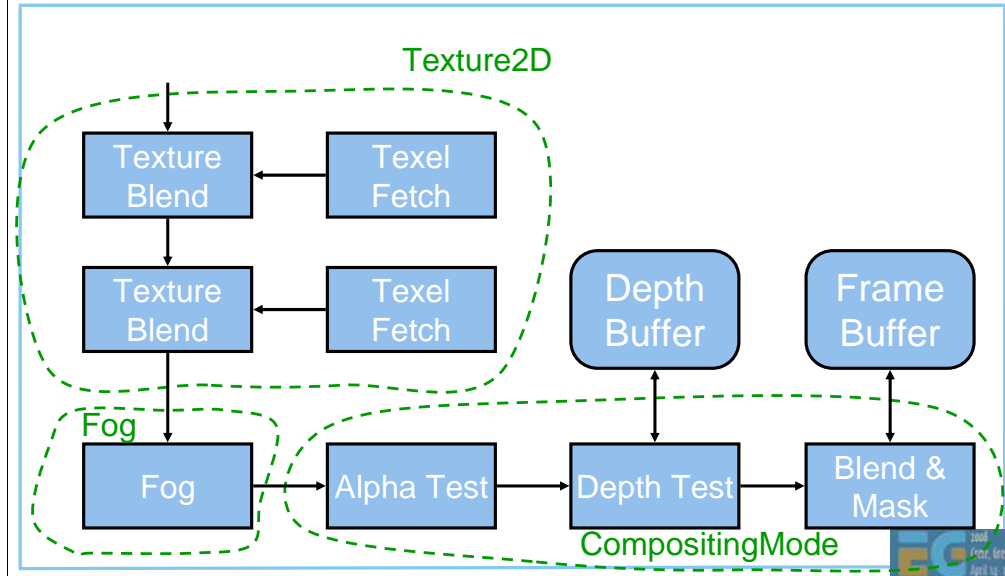 Texture2D
Texture
Blend
Texel
Fetch
Texture
Blend
Texel
Fetch
Depth
Buffer
Frame
Buffer
Fog
Fog
Alpha Test
Depth Test
Blend &
Mask
CompositingMode
EG
2008